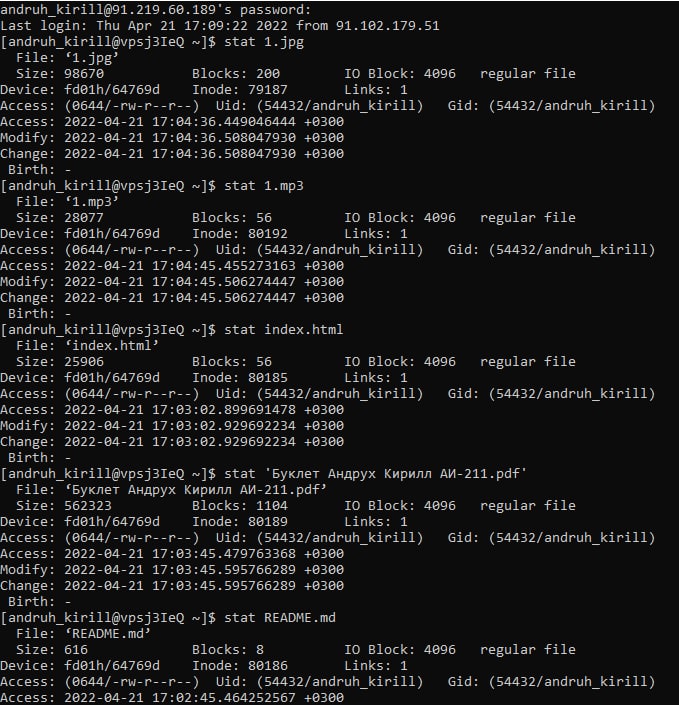 andruh_kirill@91.219.60.189's password:
Last login: Thu Apr 21 17:09:22 2022 from 91.102.179.51
[andruh_kirill@vpsj3IeQ ~]$ stat 1.jpg
  File: ‘1.jpg’
  Size: 98670        Blocks: 200        IO Block: 4096   regular file
Device: fd01h/64769d    Inode: 79187       Links: 1
Access: (0644/-rw-r--r--)  Uid: (54432/andruh_kirill)   Gid: (54432/andruh_kirill)
Access: 2022-04-21 17:04:36.449046444 +0300
Modify: 2022-04-21 17:04:36.508047930 +0300
Change: 2022-04-21 17:04:36.508047930 +0300
 Birth: -
[andruh_kirill@vpsj3IeQ ~]$ stat 1.mp3
  File: ‘1.mp3’
  Size: 28077        Blocks: 56         IO Block: 4096   regular file
Device: fd01h/64769d    Inode: 80192       Links: 1
Access: (0644/-rw-r--r--)  Uid: (54432/andruh_kirill)   Gid: (54432/andruh_kirill)
Access: 2022-04-21 17:04:45.455273163 +0300
Modify: 2022-04-21 17:04:45.506274447 +0300
Change: 2022-04-21 17:04:45.506274447 +0300
 Birth: -
[andruh_kirill@vpsj3IeQ ~]$ stat index.html
  File: ‘index.html’
  Size: 25906        Blocks: 56         IO Block: 4096   regular file
Device: fd01h/64769d    Inode: 80185       Links: 1
Access: (0644/-rw-r--r--)  Uid: (54432/andruh_kirill)   Gid: (54432/andruh_kirill)
Access: 2022-04-21 17:03:02.899691478 +0300
Modify: 2022-04-21 17:03:02.929692234 +0300
Change: 2022-04-21 17:03:02.929692234 +0300
 Birth: -
[andruh_kirill@vpsj3IeQ ~]$ stat 'Буклет Андрух Кирилл АИ-211.pdf'
  File: ‘Буклет Андрух Кирилл АИ-211.pdf’
  Size: 562323       Blocks: 1104       IO Block: 4096   regular file
Device: fd01h/64769d    Inode: 80189       Links: 1
Access: (0644/-rw-r--r--)  Uid: (54432/andruh_kirill)   Gid: (54432/andruh_kirill)
Access: 2022-04-21 17:03:45.479763368 +0300
Modify: 2022-04-21 17:03:45.595766289 +0300
Change: 2022-04-21 17:03:45.595766289 +0300
 Birth: -
[andruh_kirill@vpsj3IeQ ~]$ stat README.md
  File: ‘README.md’
  Size: 616          Blocks: 8          IO Block: 4096   regular file
Device: fd01h/64769d    Inode: 80186       Links: 1
Access: (0644/-rw-r--r--)  Uid: (54432/andruh_kirill)   Gid: (54432/andruh_kirill)
Access: 2022-04-21 17:02:45.464252567 +0300